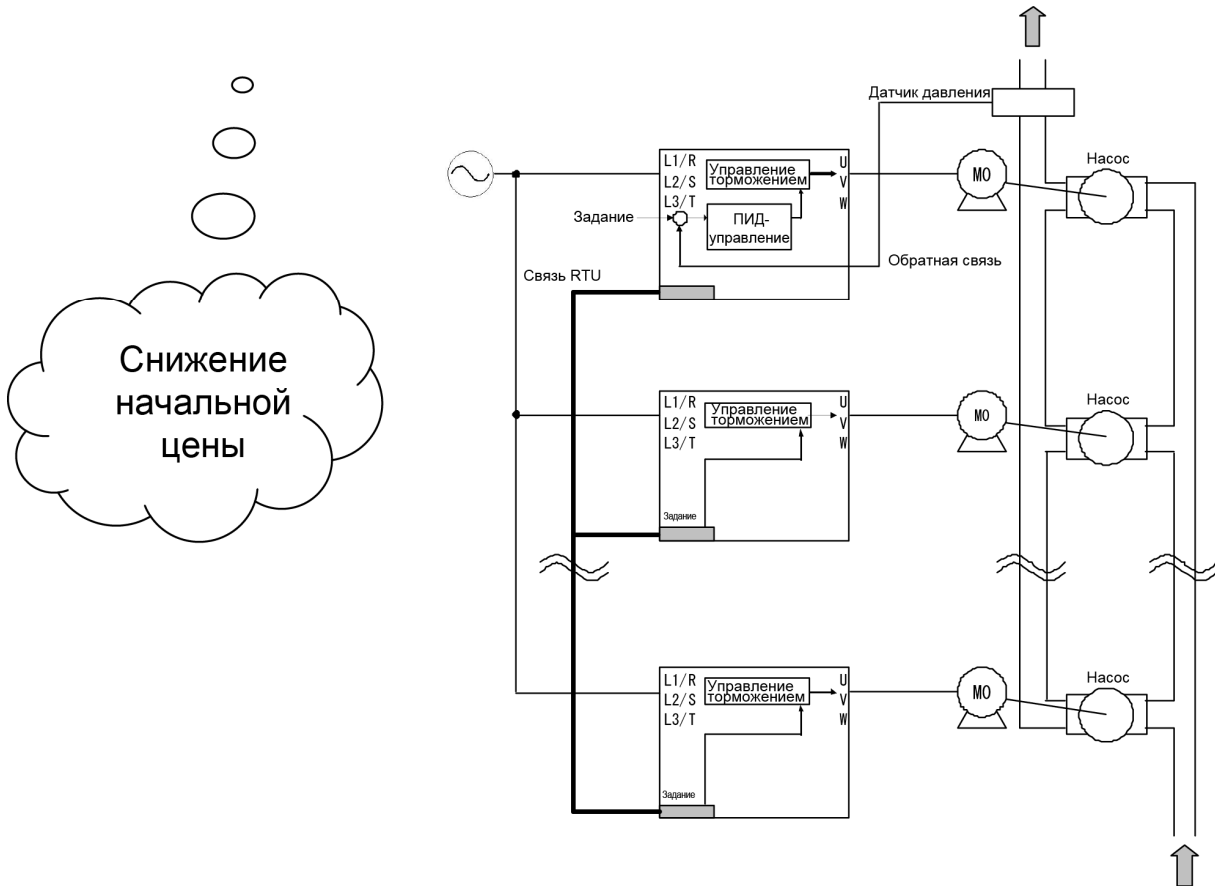 Датчик давления
L1/R
L2/S
L3/T
Управление
торможением
U
V
W
МО
Насос
Задание
ПИД-
управление
Обратная связь
Связь RTU
Снижение
начальной
цены
L1/R
L2/S
L3/T
Управление
торможением
U
V
W
МО
Насос
Задание
L1/R
L2/S
L3/T
Управление
торможением
U
V
W
МО
Насос
Задание